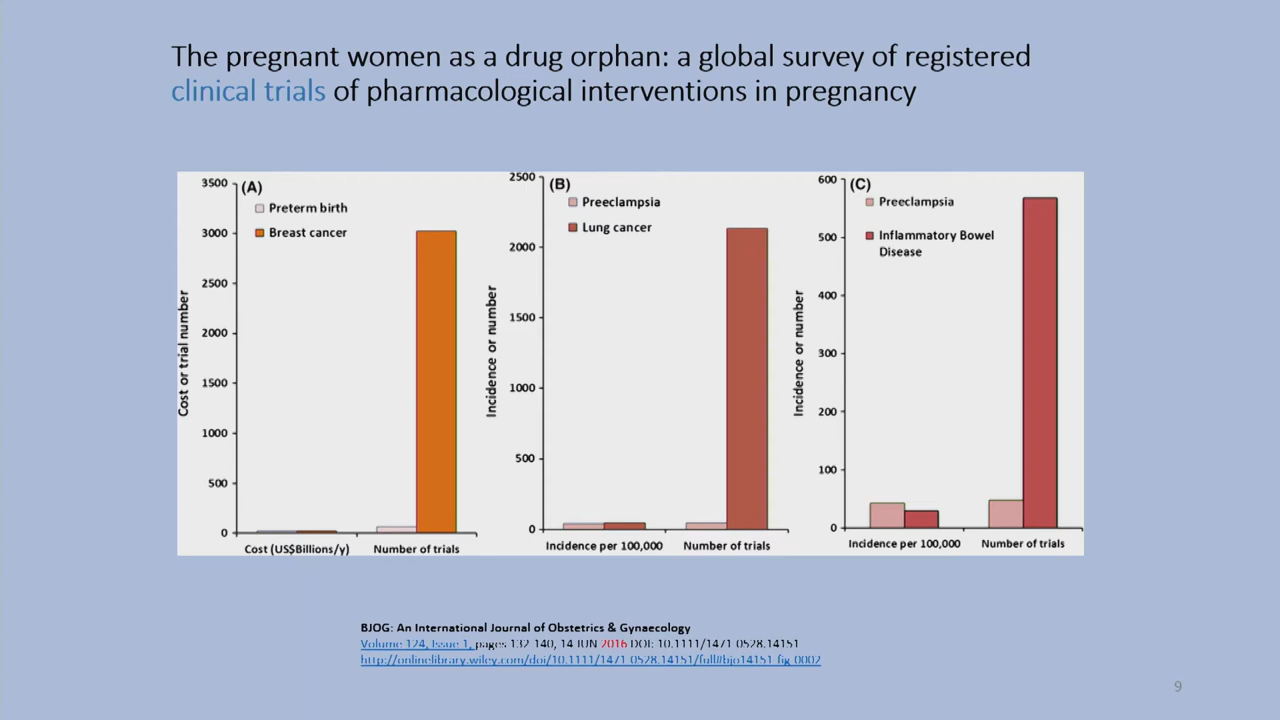 The pregnant women as a drug orphan: a global survey of registered
clinical trials of pharmacological interventions in pregnancy
(A)
Preterm birth
Breast cancer
Cost or trial number
3500
3000
2500
2000
1500
1000
500
0
Cost (US$Billions/y)
Number of trials
(B)
Preeclampsia
Lung cancer
Incidence or number
2500
2000
1500
1000
500
0
Incidence per 100,000
Number of trials
(C)
Preeclampsia
Inflammatory Bowel
Disease
Incidence or number
600
500
400
300
200
100
0
Incidence per 100,000
Number of trials
BJOG: An International Journal of Obstetrics & Gynaecology
Volume 124, Issue 1, pages 132-140, 14 JUN 2016 DOI: 10.1111/1471-0528.14151
http://onlinelibrary.wiley.com/doi/10.1111/1471-0528.14151/full#bjo14151-fig-0002
9